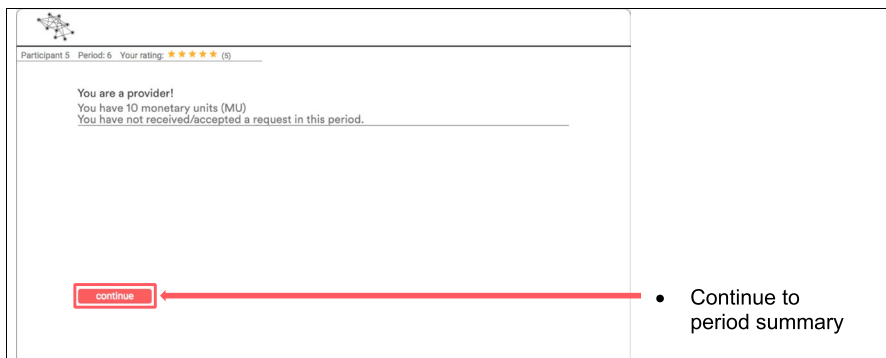 Participant 5 Period: 6 Your rating: ★ ★ ★ ★ ★ (5)
You are a provider!
You have 10 monetary units (MU)
You have not received/accepted a request in this period.
continue
• Continue to
period summary